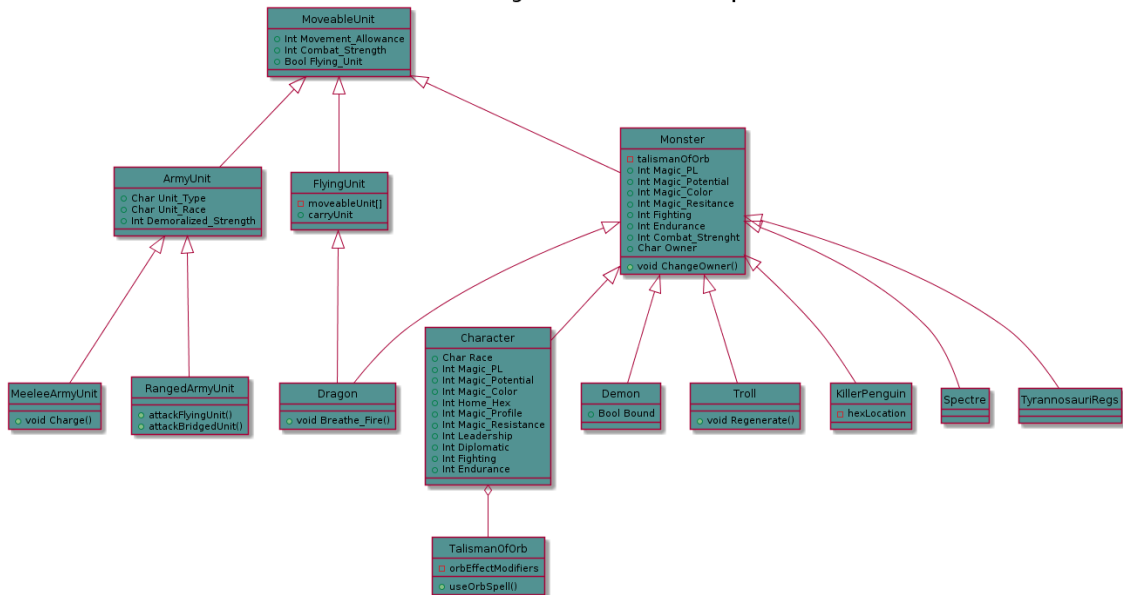 MoveableUnit
Int Movement_Allowance
Int Combat_Strength
Bool Flying_Unit
ArmyUnit
Char Unit_Type
Char Unit_Race
Int Demoralized_Strength
FlyingUnit
moveableUnit[]
carryUnit
Monster
talismanOfOrb
Int Magic_PL
Int Magic_Potential
Int Magic_Color
Int Magic_Resitance
Int Fighting
Int Endurance
Int Combat_Strenght
Char Owner
void ChangeOwner()
MeeleeArmyUnit
void Charge()
RangedArmyUnit
attackFlyingUnit()
attackBridgedUnit()
Dragon
void Breathe_Fire()
Character
Char Race
Int Magic_PL
Int Magic_Potential
Int Magic_Color
Int Home_Hex
Int Magic_Profile
Int Magic_Resistance
Int Leadership
Int Diplomatic
Int Fighting
Int Endurance
Demon
Bool Bound
Troll
void Regenerate()
KillerPenguin
hexLocation
Spectre
TyrannosauriRegs
TalismanOfOrb
orbEffectModifiers
useOrbSpell()